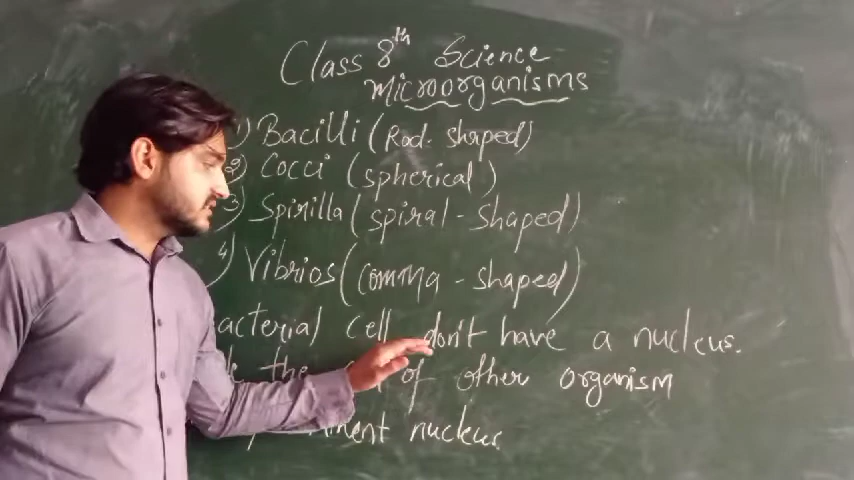 Class 8th Science
Microorganisms
1) Bacilli (Rod. shaped)
2) Cocci (spherical)
3) Spirilla (spiral-shaped)
4) Vibrios (comma-shaped)
acterial cell don't have a nucleus.
the of other organism
nucleus